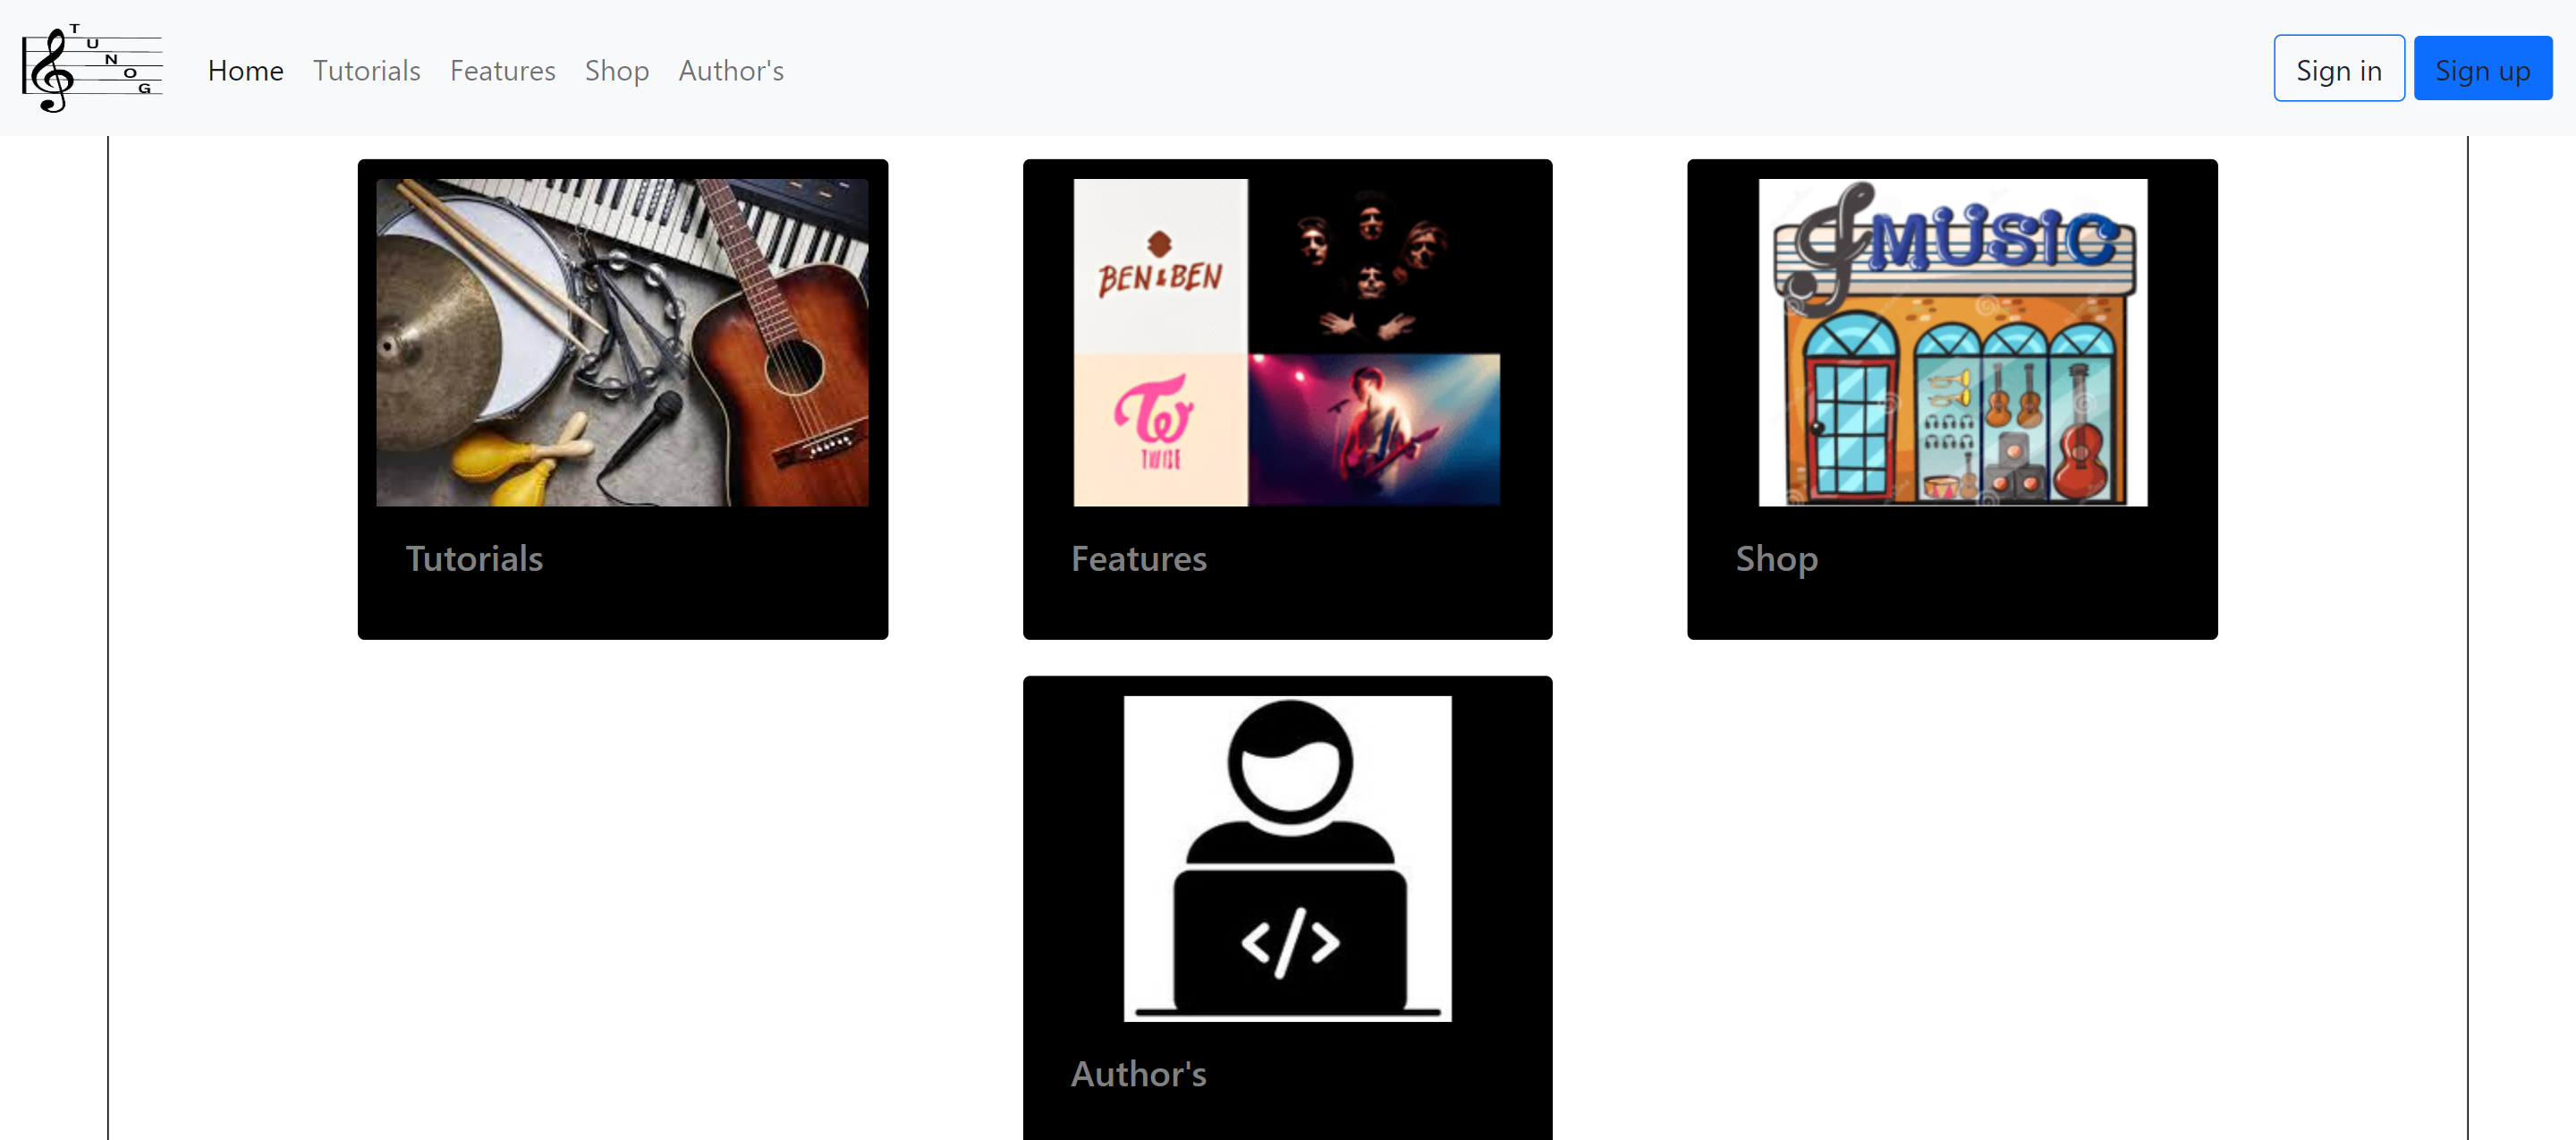 TUNOG
Home Tutorials Features Shop Author's
Sign in Sign up
BEN & BEN
TWICE
MUSIC
Tutorials
Features
Shop
</>
Author's